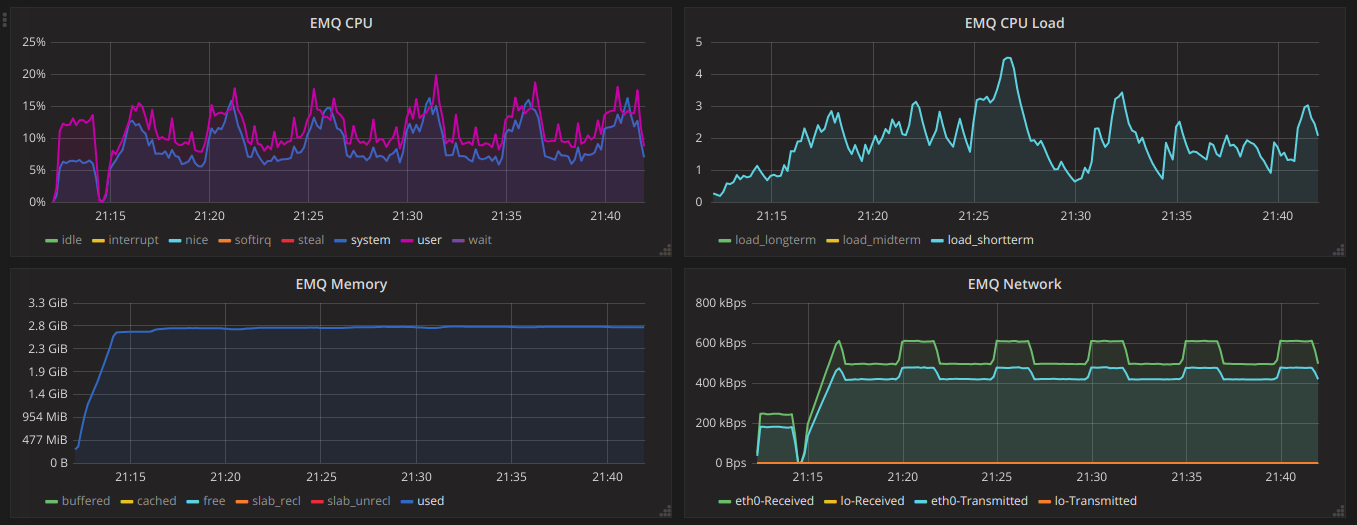 EMQ CPU
25%
20%
15%
10%
5%
0%
21:15 21:20 21:25 21:30 21:35 21:40
idle interrupt nice softirq steal system user wait
EMQ CPU Load
5
4
3
2
1
0
21:15 21:20 21:25 21:30 21:35 21:40
load_longterm load_midterm load_shortterm
EMQ Memory
3.3 GiB
2.8 GiB
2.3 GiB
1.9 GiB
1.4 GiB
954 MiB
477 MiB
0 B
21:15 21:20 21:25 21:30 21:35 21:40
buffered cached free slab_recl slab_unrecl used
EMQ Network
800 kBps
600 kBps
400 kBps
200 kBps
0 Bps
21:15 21:20 21:25 21:30 21:35 21:40
eth0-Received lo-Received eth0-Transmitted lo-Transmitted